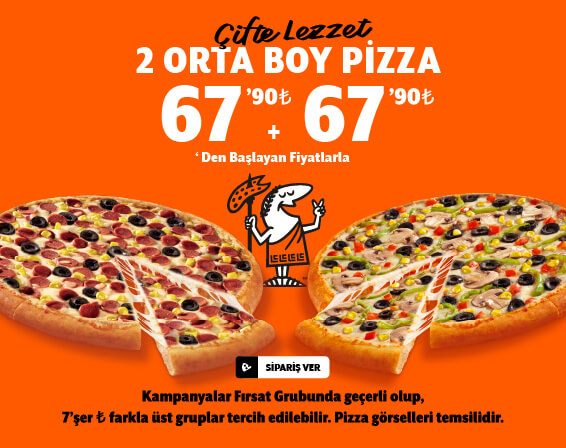 Çifte Lezzet
2 ORTA BOY PİZZA
67'90₺ + 67'90₺
'Den Başlayan Fiyatlarla
SİPARİŞ VER
Kampanyalar Fırsat Grubunda geçerli olup,
7'şer ₺ farkla üst gruplar tercih edilebilir. Pizza görselleri temsilidir.